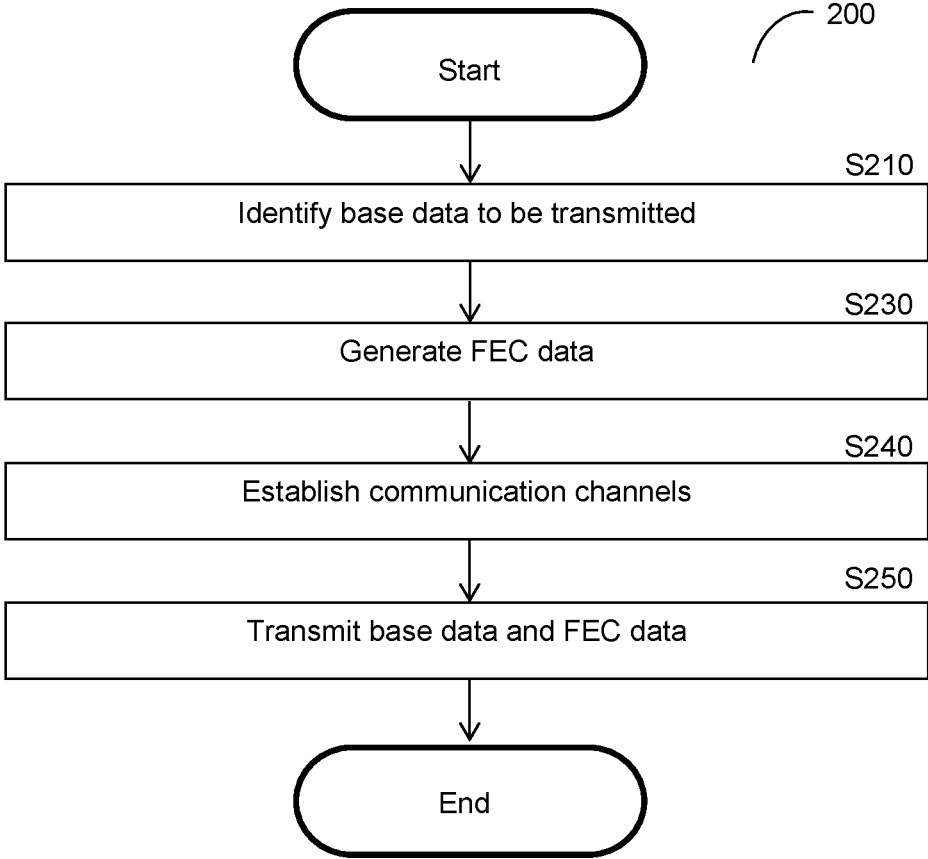 200
Start
S210
Identify base data to be transmitted
S230
Generate FEC data
S240
Establish communication channels
S250
Transmit base data and FEC data
End